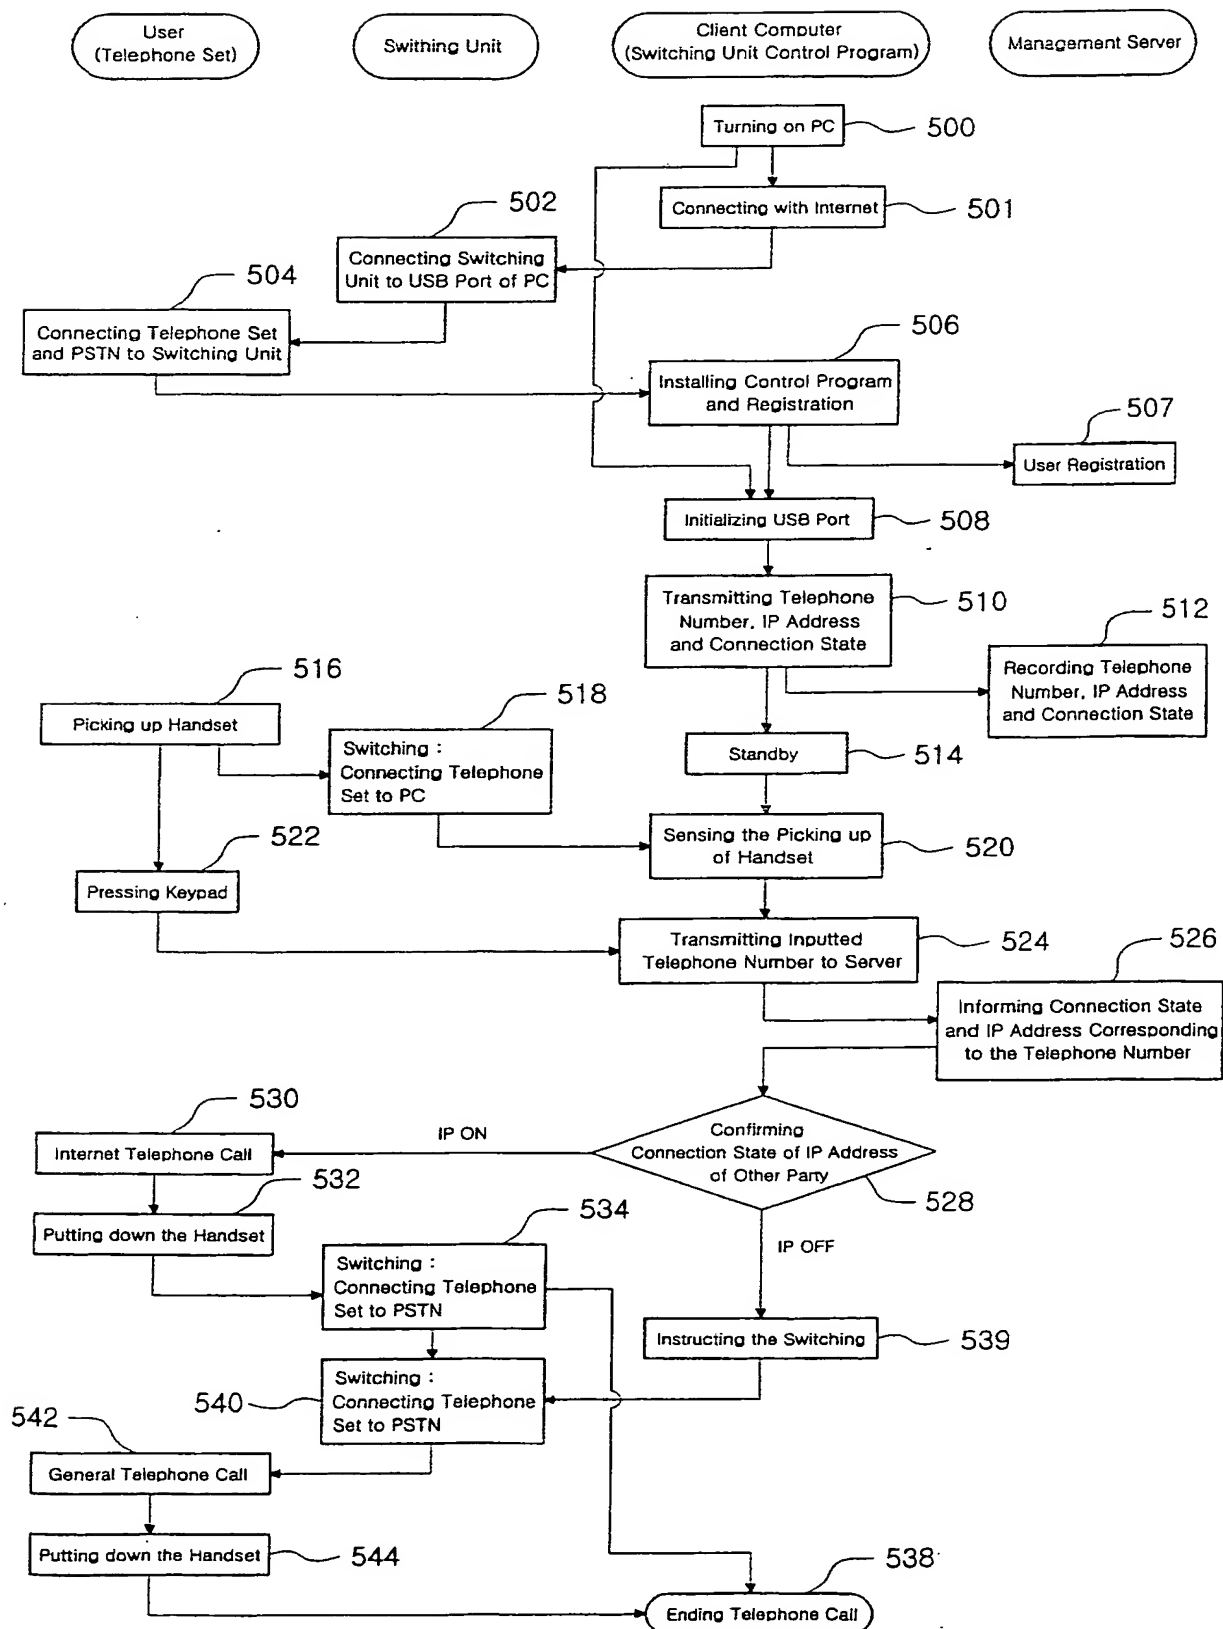 User
(Telephone Set)
Swithing Unit
Client Computer
(Switching Unit Control Program)
Management Server
Turning on PC
500
Connecting with Internet
501
502
Connecting Switching
Unit to USB Port of PC
504
Connecting Telephone Set
and PSTN to Switching Unit
506
Installing Control Program
and Registration
507
User Registration
Initializing USB Port
508
Transmitting Telephone
Number, IP Address
and Connection State
510
512
Recording Telephone
Number, IP Address
and Connection State
516
Picking up Handset
518
Switching :
Connecting Telephone
Set to PC
Standby
514
Sensing the Picking up
of Handset
520
522
Pressing Keypad
Transmitting Inputted
Telephone Number to Server
524
526
Informing Connection State
and IP Address Corresponding
to the Telephone Number
Confirming
Connection State of IP Address
of Other Party
528
IP ON
530
Internet Telephone Call
532
Putting down the Handset
534
Switching :
Connecting Telephone
Set to PSTN
IP OFF
Instructing the Switching
539
Switching :
Connecting Telephone
Set to PSTN
540
542
General Telephone Call
Putting down the Handset
544
538
Ending Telephone Call